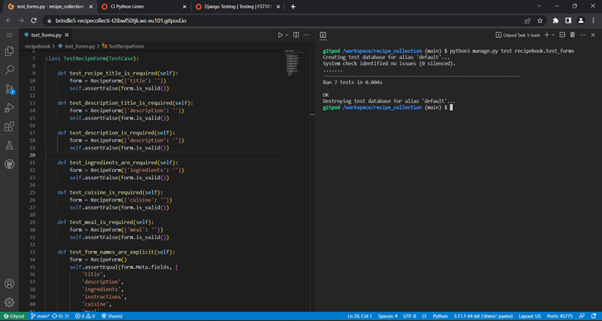 test_forms.py - recipe_collecti
CI Python Linter
Django Testing | Testing | FST101
brindle5-recipecollecti-t2ibwf50tjk.ws-eu101.gitpod.io
test_forms.py
Gitpod Task 1: bash
recipebook > test_forms.py > TestRecipeForm
6
7 class TestRecipeForm(TestCase):
8
9 def test_recipe_title_is_required(self):
10 form = RecipeForm({'title': ''})
11 self.assertFalse(form.is_valid())
12
13 def test_description_title_is_required(self):
14 form = RecipeForm({'description': ''})
15 self.assertFalse(form.is_valid())
16
17 def test_description_is_required(self):
18 form = RecipeForm({'description': ''})
19 self.assertFalse(form.is_valid())
20
21 def test_ingredients_are_required(self):
22 form = RecipeForm({'ingredients': ''})
23 self.assertFalse(form.is_valid())
24
25 def test_cuisine_is_required(self):
26 form = RecipeForm({'cuisine': ''})
27 self.assertFalse(form.is_valid())
28
29 def test_meal_is_required(self):
30 form = RecipeForm({'meal': ''})
31 self.assertFalse(form.is_valid())
32
33 def test_form_names_are_explicit(self):
34 form = RecipeForm()
35 self.assertEqual(form.Meta.fields, [
36 'title',
37 'description',
38 'ingredients',
39 'instructions',
40 'cuisine',
gitpod /workspace/recipe_collection (main) $ python3 manage.py test recipebook.test_forms
Creating test database for alias 'default'...
System check identified no issues (0 silenced).
.......
----------------------------------------------------------------------
Ran 7 tests in 0.004s

OK
Destroying test database for alias 'default'...
gitpod /workspace/recipe_collection (main) $
Gitpod main* 0 0 Shared Ln 20, Col 1 Spaces: 4 UTF-8 LF Python Layout: US Ports: 45775